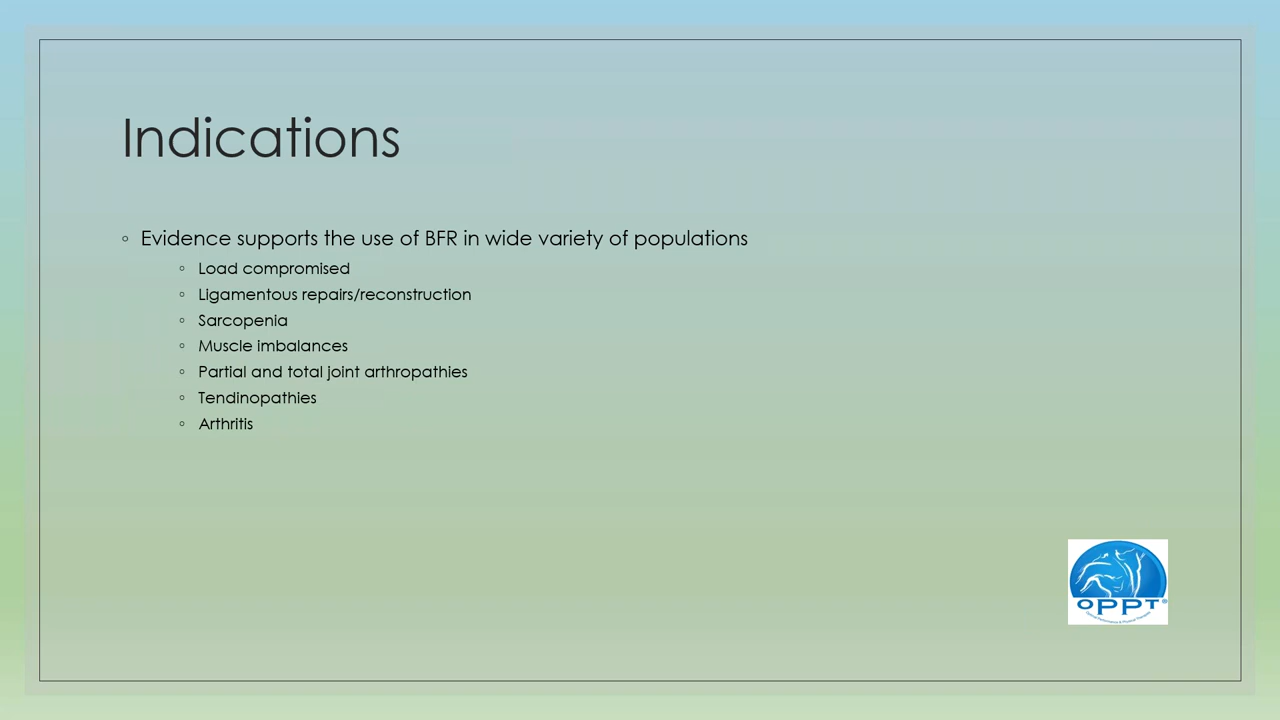 Indications
◦ Evidence supports the use of BFR in wide variety of populations
◦ Load compromised
◦ Ligamentous repairs/reconstruction
◦ Sarcopenia
◦ Muscle imbalances
◦ Partial and total joint arthropathies
◦ Tendinopathies
◦ Arthritis
OPPT®